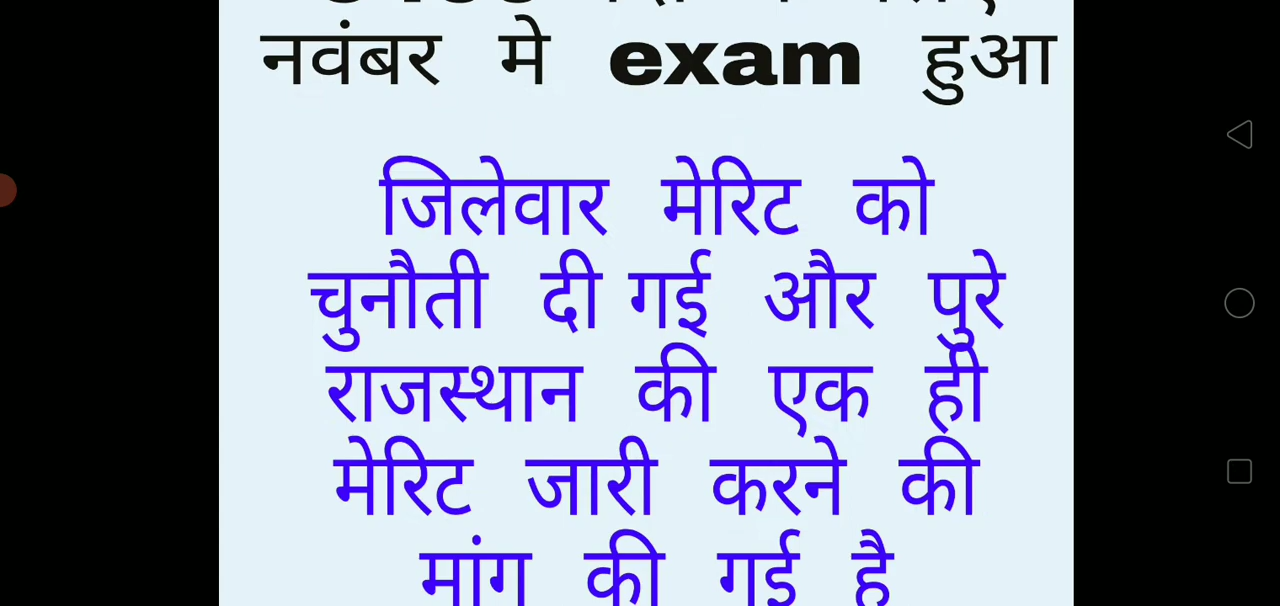 नवंबर मे exam हुआ
जिलेवार मेरिट को
चुनौती दी गई और पुरे
राजस्थान की एक ही
मेरिट जारी करने की
मांग की गई है